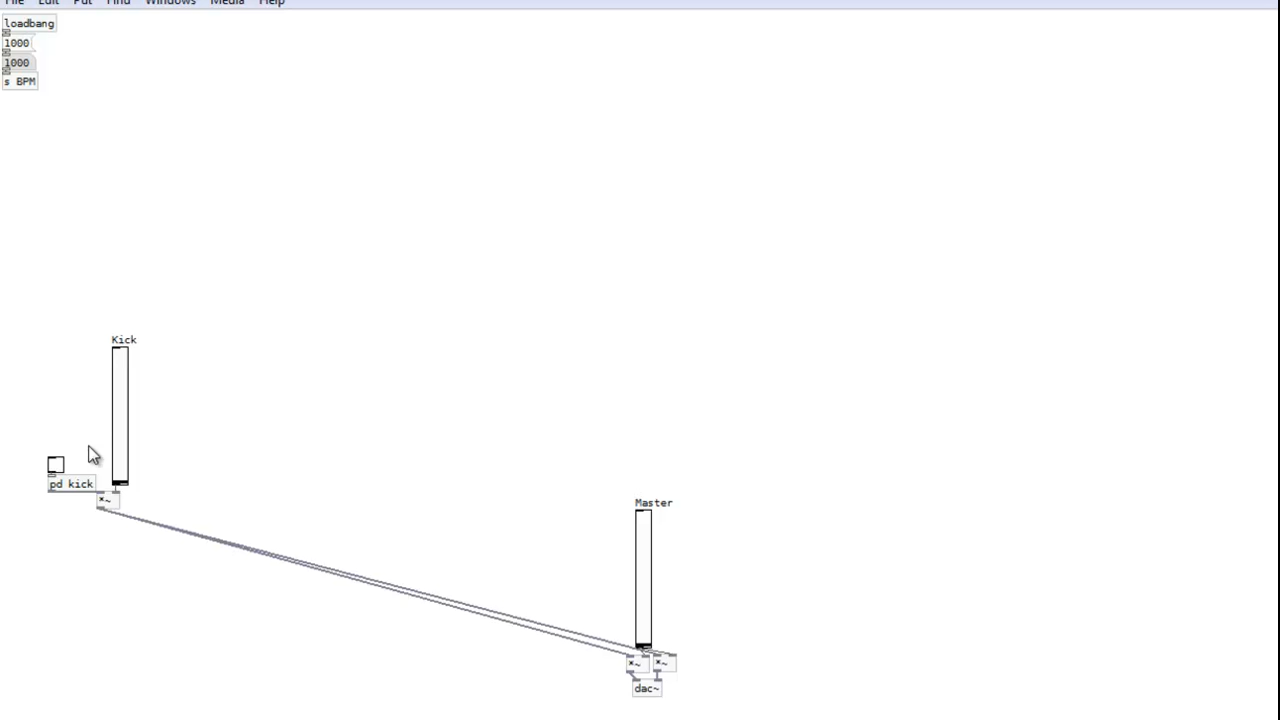 File Edit Put Find Windows Media Help
loadbang
1000
1000
s BPM
Kick
pd kick
*~
Master
*~ *~
dac~